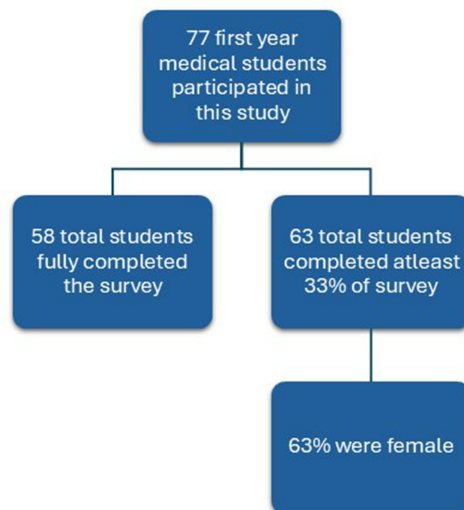 77 first year
medical students
participated in
this study
58 total students
fully completed
the survey
63 total students
completed atleast
33% of survey
63% were female